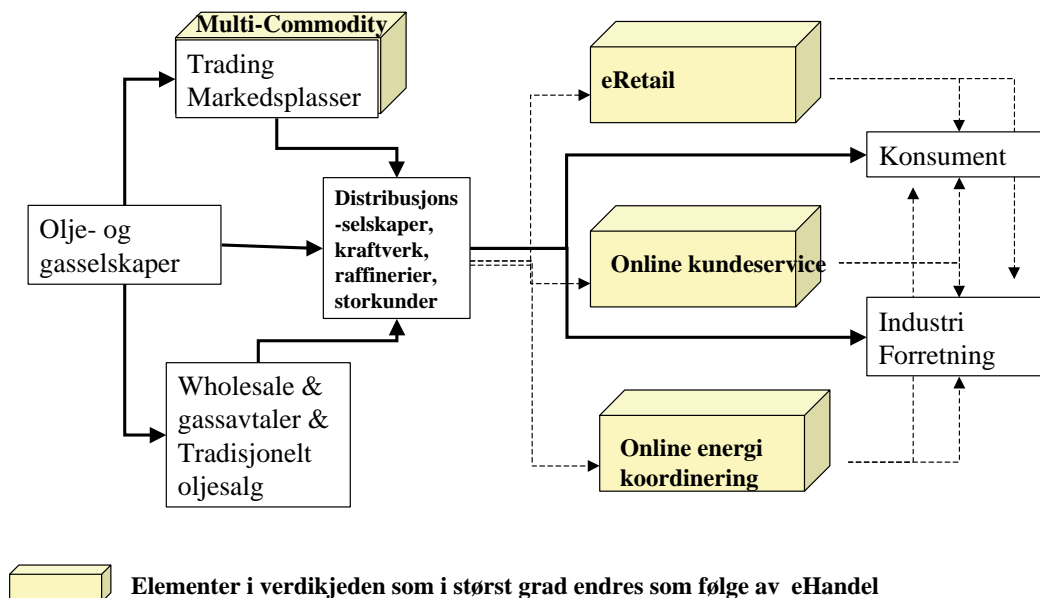 Multi-Commodity
Trading
Markedsplasser
Olje- og
gasselskaper
Wholesale &
gassavtaler &
Tradisjonelt
oljesalg
Distribusjons
-selskaper,
kraftverk,
raffinerier,
storkunder
eRetail
Online kundeservice
Online energi
koordinering
Konsument
Industri
Forretning
Elementer i verdikjeden som i størst grad endres som følge av eHandel